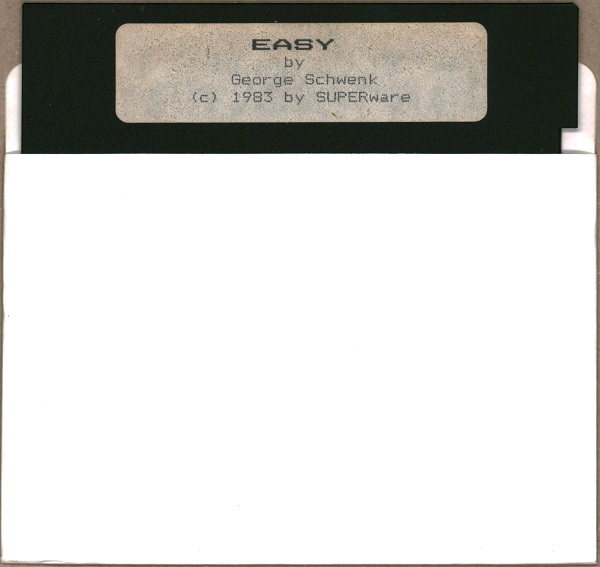 EASY
by
George Schwenk
(c) 1983 by SUPERware